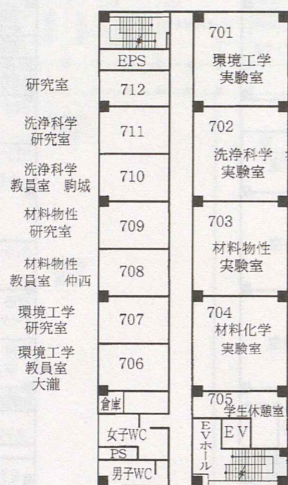 701
環境工学
実験室
EPS
研究室
712
洗浄科学
研究室
711
702
洗浄科学
実験室
洗浄科学
教員室 駒城
710
材料物性
研究室
709
703
材料物性
実験室
材料物性
教員室 仲西
708
環境工学
研究室
707
704
材料化学
実験室
環境工学
教員室
大瀧
706
倉庫
705
学生休憩室
女子WC
EVホール
EV
PS
男子WC